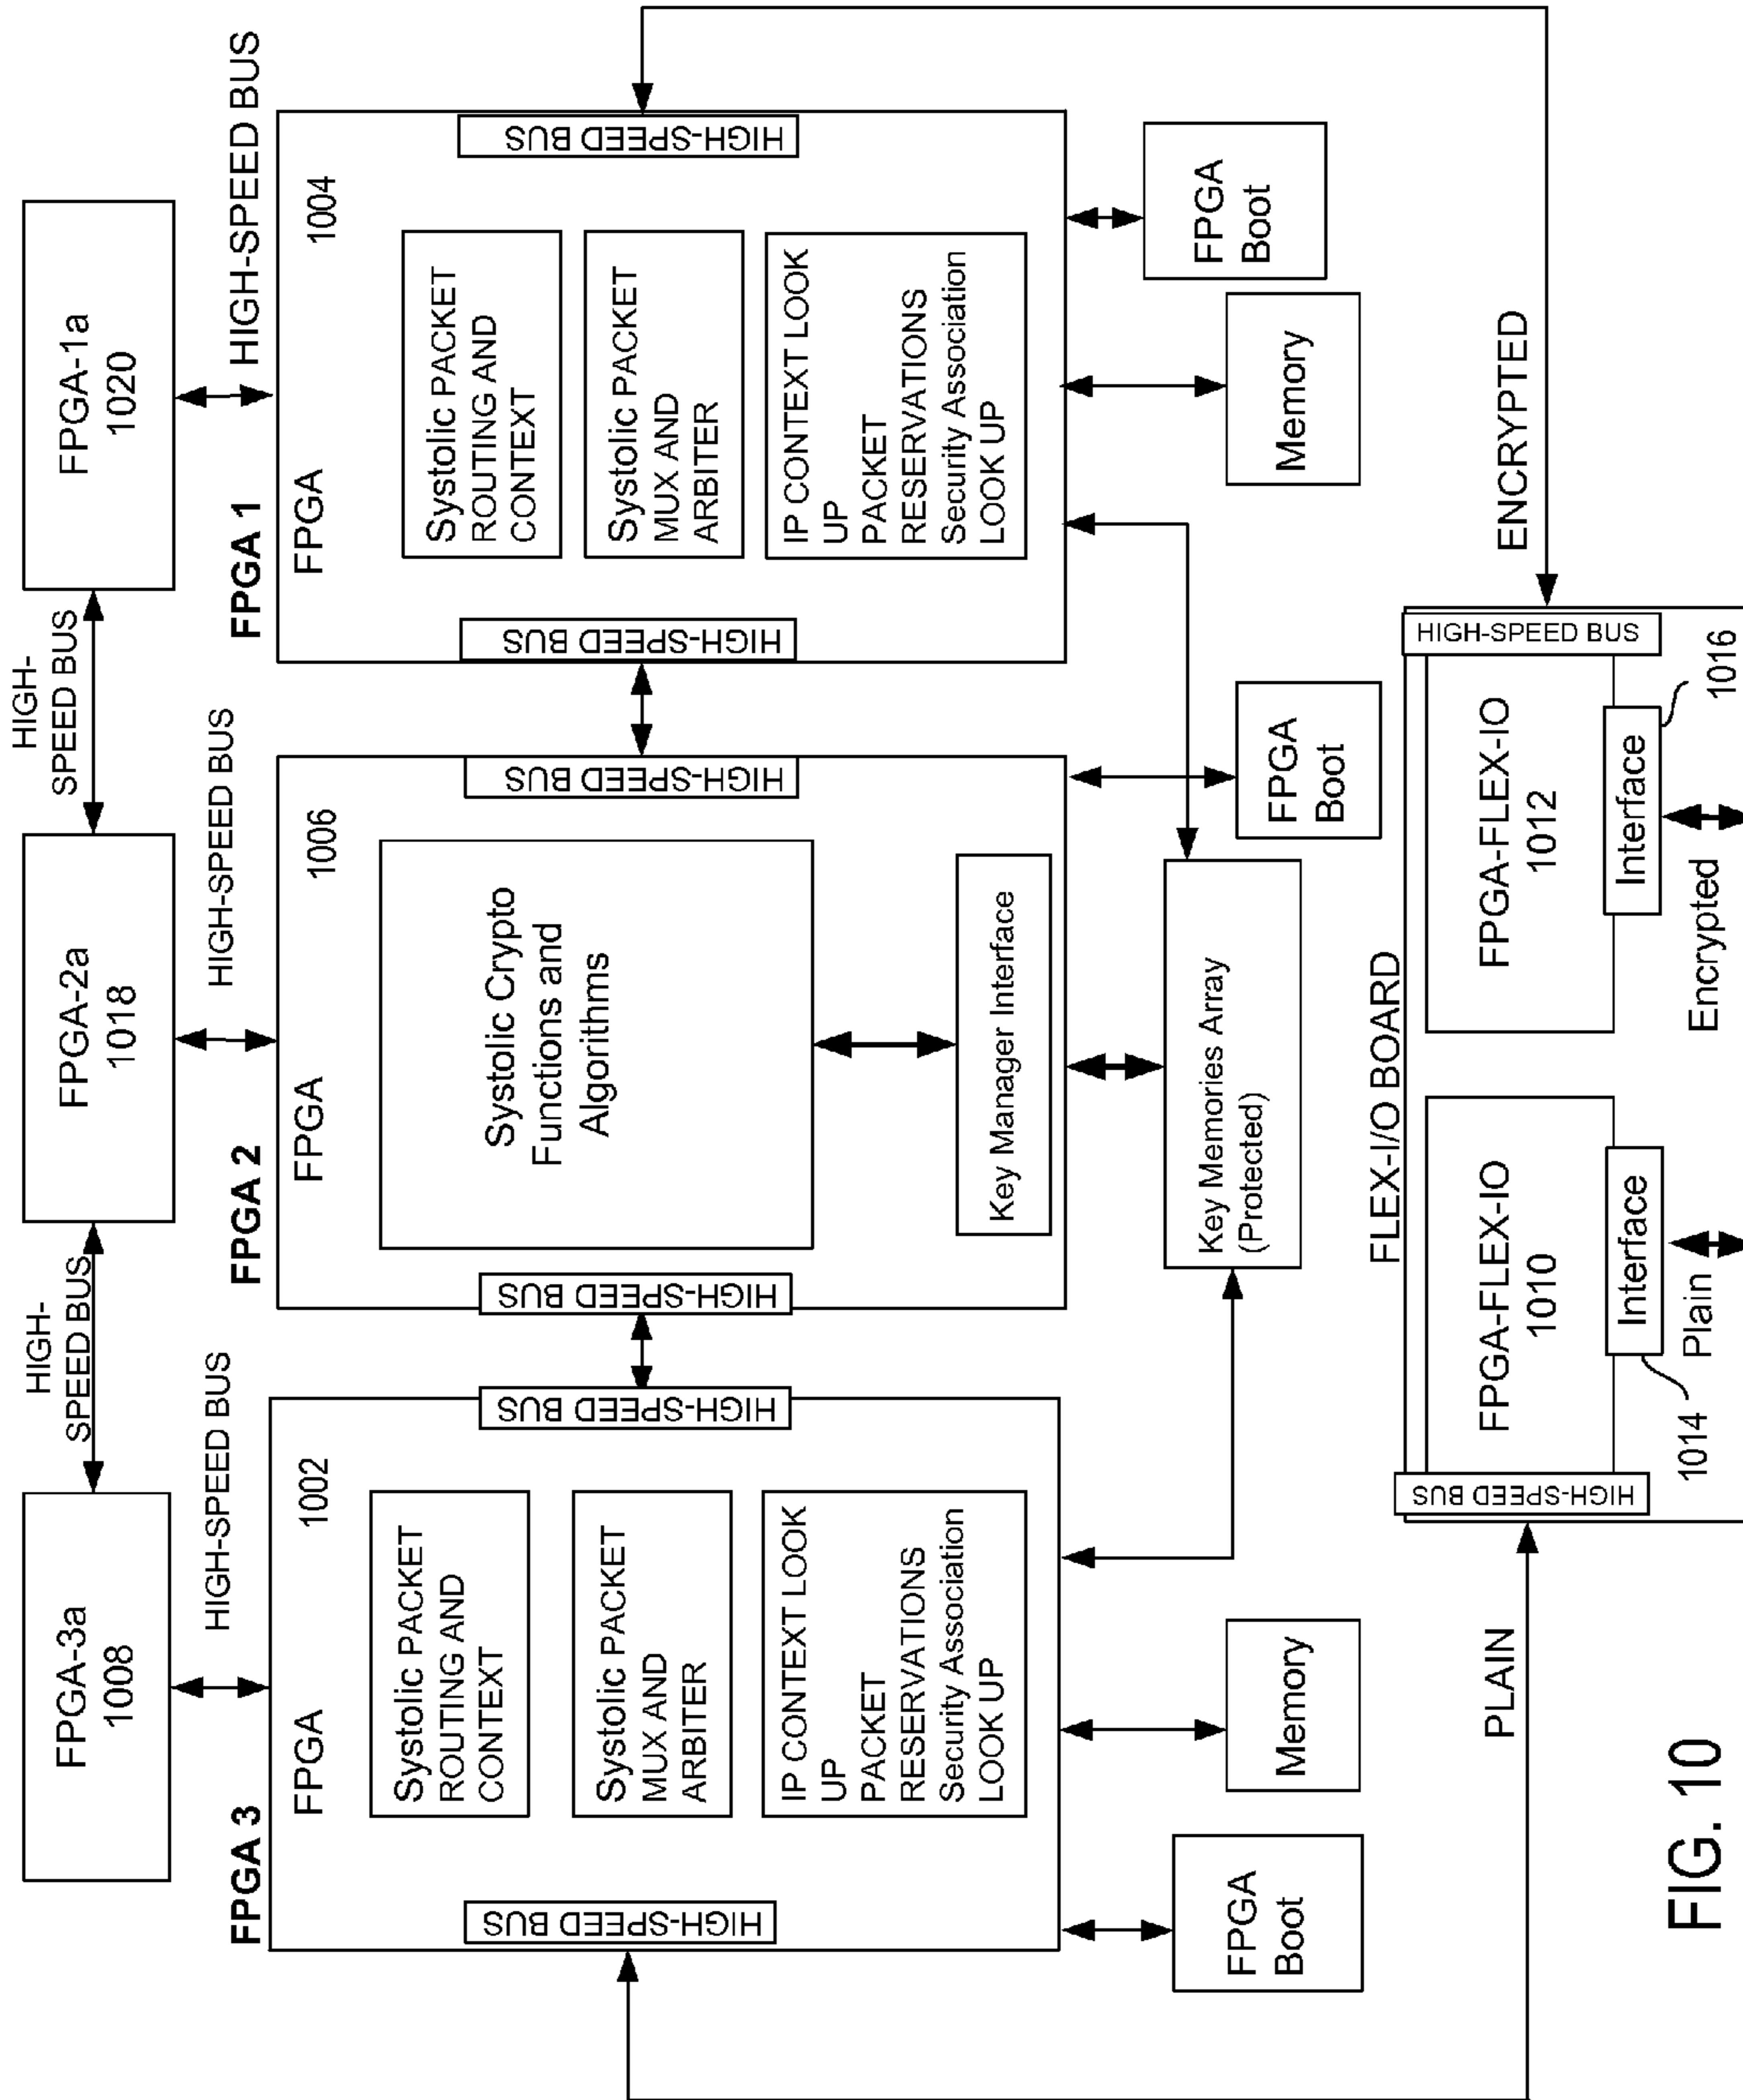 FPGA-3a
1008
HIGH-
SPEED BUS
FPGA-2a
1018
HIGH-
SPEED BUS
FPGA-1a
1020
HIGH-SPEED BUS
HIGH-SPEED BUS
HIGH-SPEED BUS
FPGA 3
FPGA
1002
Systolic PACKET
ROUTING AND
CONTEXT
Systolic PACKET
MUX AND
ARBITER
IP CONTEXT LOOK
UP
PACKET
RESERVATIONS
Security Association
LOOK UP
HIGH-SPEED BUS
HIGH-SPEED BUS
FPGA 2
FPGA
1006
Systolic Crypto
Functions and
Algorithms
Key Manager Interface
HIGH-SPEED BUS
HIGH-SPEED BUS
FPGA 1
FPGA
1004
Systolic PACKET
ROUTING AND
CONTEXT
Systolic PACKET
MUX AND
ARBITER
IP CONTEXT LOOK
UP
PACKET
RESERVATIONS
Security Association
LOOK UP
HIGH-SPEED BUS
HIGH-SPEED BUS
FPGA
Boot
Memory
Key Memories Array
(Protected)
FPGA
Boot
Memory
FPGA
Boot
PLAIN
FLEX-I/O BOARD
ENCRYPTED
HIGH-SPEED BUS
FPGA-FLEX-IO
1010
FPGA-FLEX-IO
1012
HIGH-SPEED BUS
1014
Interface
Interface
1016
Plain
Encrypted
FIG. 10